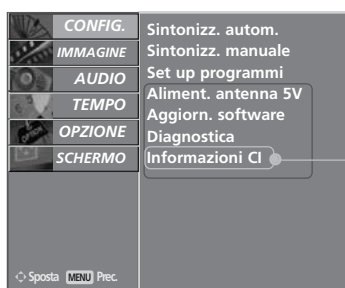 CONFIG.
IMMAGINE
AUDIO
TEMPO
OPZIONE
SCHERMO
Sintonizz. autom.
Sintonizz. manuale
Set up programmi
Aliment. antenna 5V
Aggiorn. software
Diagnostica
Informazioni CI
Sposta MENU Prec.